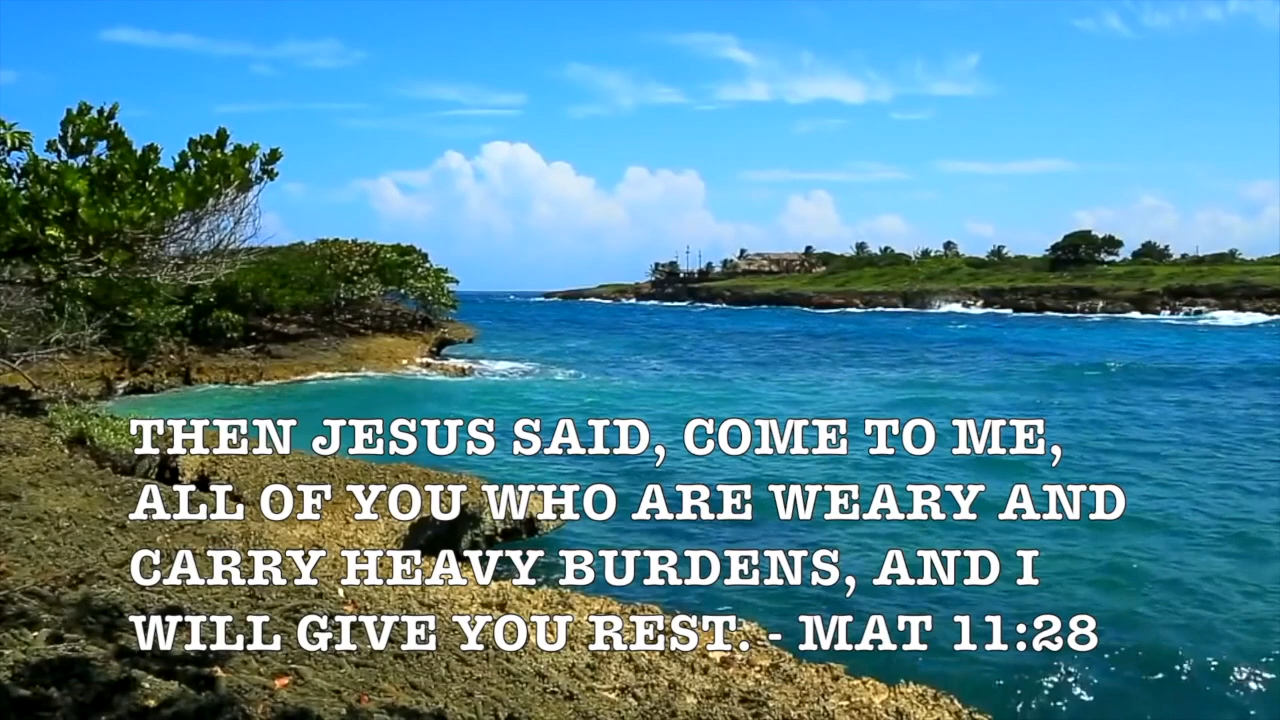 THEN JESUS SAID, COME TO ME,
ALL OF YOU WHO ARE WEARY AND
CARRY HEAVY BURDENS, AND I
WILL GIVE YOU REST. - MAT 11:28